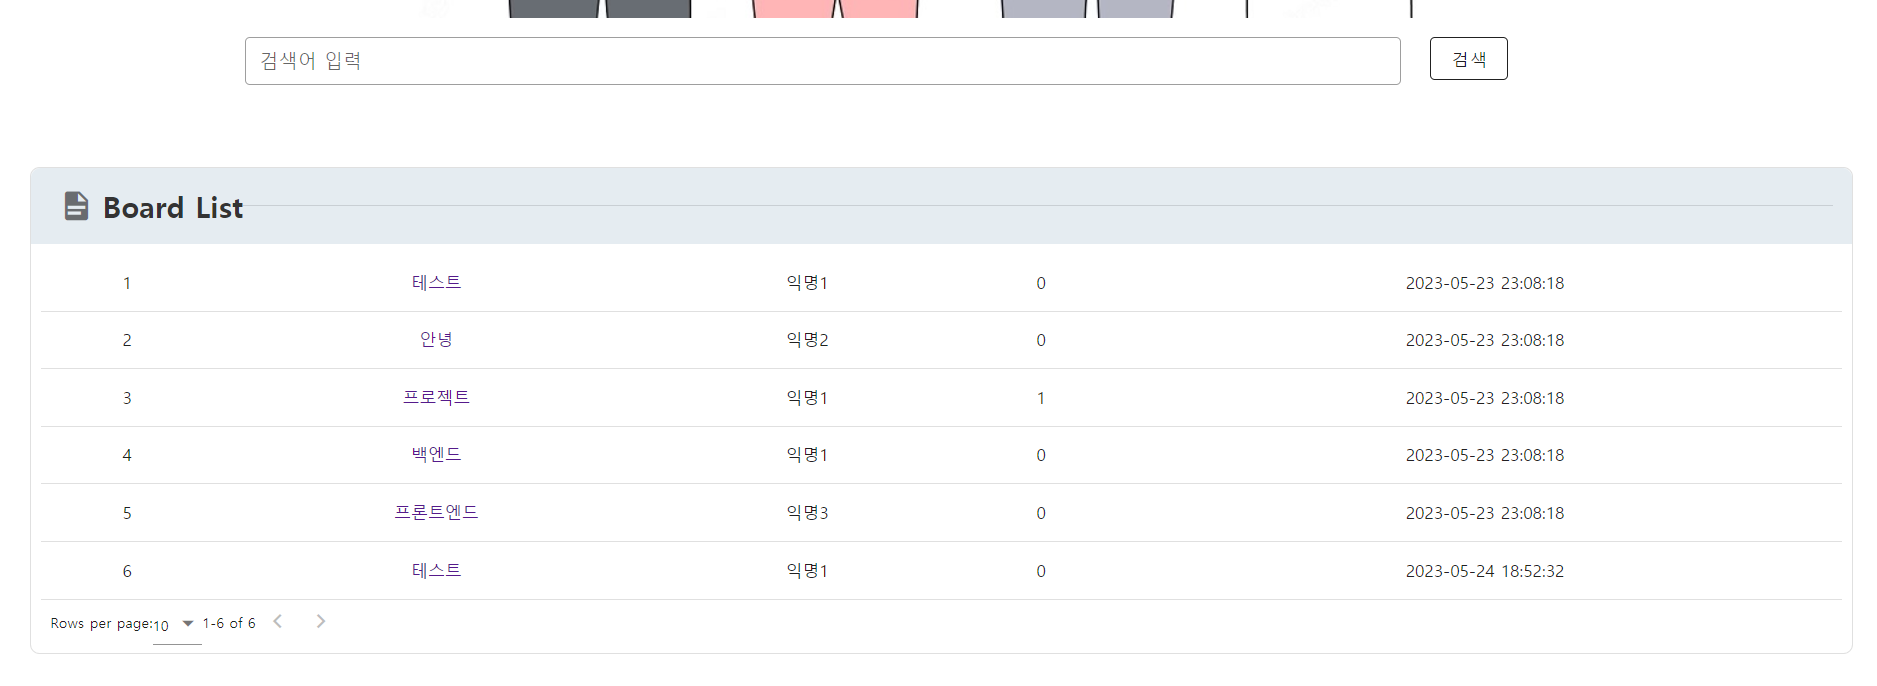 검색어 입력 검색
Board List
1 테스트 익명1 0 2023-05-23 23:08:18
2 안녕 익명2 0 2023-05-23 23:08:18
3 프로젝트 익명1 1 2023-05-23 23:08:18
4 백엔드 익명1 0 2023-05-23 23:08:18
5 프론트엔드 익명3 0 2023-05-23 23:08:18
6 테스트 익명1 0 2023-05-24 18:52:32
Rows per page: 10 1-6 of 6